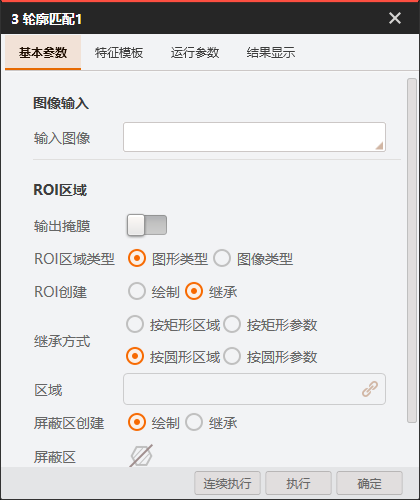 3 轮廓匹配1
基本参数 特征模板 运行参数 结果显示
图像输入
输入图像
ROI区域
输出掩膜
ROI区域类型 图形类型 图像类型
ROI创建 绘制 继承
继承方式 按矩形区域 按矩形参数
按圆形区域 按圆形参数
区域
屏蔽区创建 绘制 继承
屏蔽区
连续执行 执行 确定